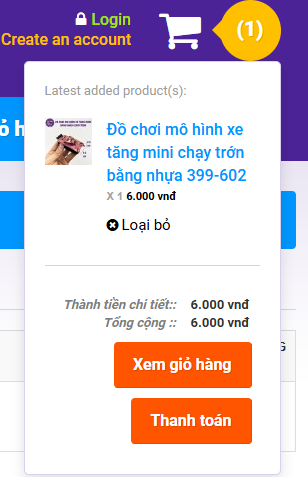 Login
(1)
Create an account
Latest added product(s):
Đồ chơi mô hình xe
tăng mini chạy trớn
bằng nhựa 399-602
X 1 6.000 vnđ
Loại bỏ
Thành tiền chi tiết:: 6.000 vnđ
Tổng cộng :: 6.000 vnđ
Xem giỏ hàng
Thanh toán